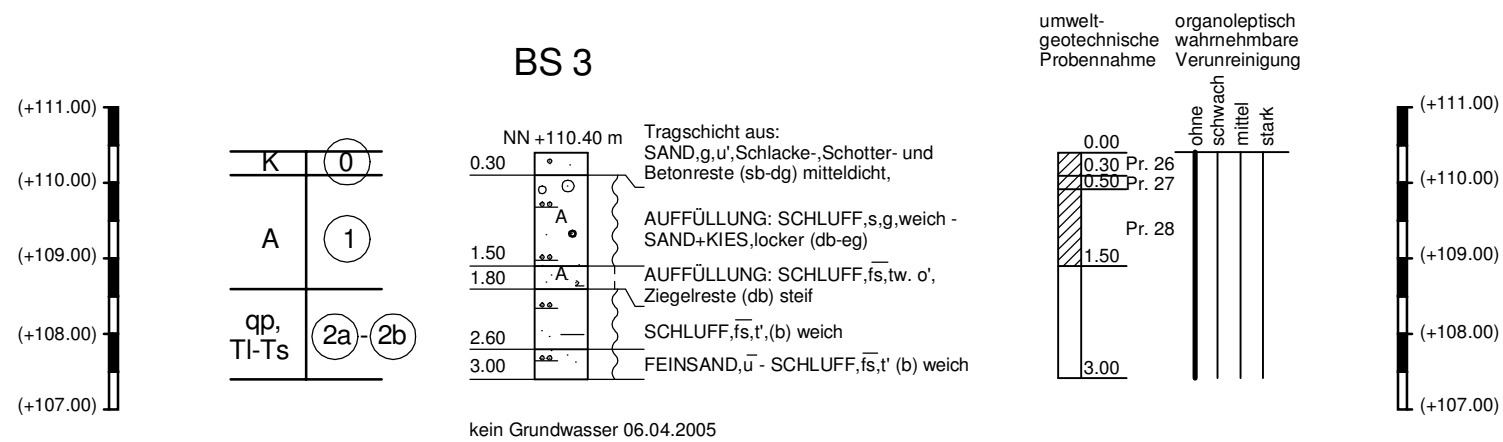 umwelt-
geotechnische
Probennahme
organoleptisch
wahrnehmbare
Verunreinigung
BS 3
ohne
schwach
mittel
stark
(+111.00)
(+110.00)
(+109.00)
(+108.00)
(+107.00)
K
0
A
1
qp,
Tl-Ts
2a
-
2b
NN +110.40 m
0.30
1.50
1.80
2.60
3.00
A
A
Tragschicht aus:
SAND,g,u',Schlacke-,Schotter- und
Betonreste (sb-dg) mitteldicht,
AUFFÜLLUNG: SCHLUFF,s,g,weich -
SAND+KIES,locker (db-eg)
AUFFÜLLUNG: SCHLUFF,f̅s̅,tw. o',
Ziegelreste (db) steif
SCHLUFF,f̅s̅,t',(b) weich
FEINSAND,u̅ - SCHLUFF,f̅s̅,t' (b) weich
0.00
0.30 Pr. 26
0.50 Pr. 27
Pr. 28
1.50
3.00
(+111.00)
(+110.00)
(+109.00)
(+108.00)
(+107.00)
kein Grundwasser 06.04.2005